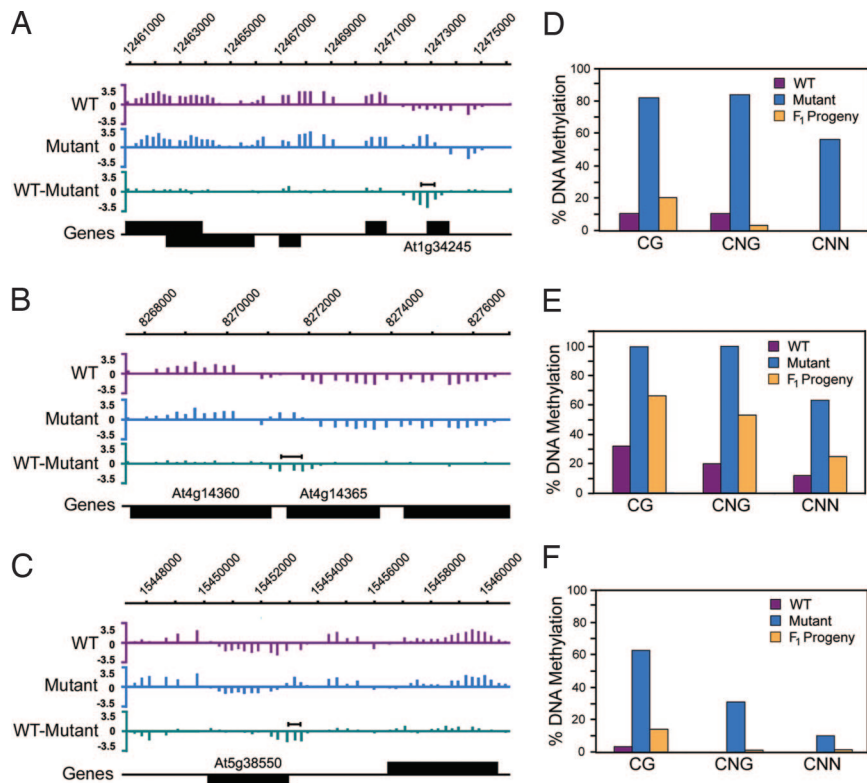 A
12461000 12463000 12465000 12467000 12469000 12471000 12473000 12475000
3.5
WT 0
-3.5
3.5
Mutant 0
-3.5
3.5
WT-Mutant 0
-3.5
Genes
At1g34245
B
8268000 8270000 8272000 8274000 8276000
3.5
WT 0
-3.5
3.5
Mutant 0
-3.5
3.5
WT-Mutant 0
-3.5
At4g14360 At4g14365
Genes
C
15448000 15450000 15452000 15454000 15456000 15458000 15460000
3.5
WT 0
-3.5
3.5
Mutant 0
-3.5
3.5
WT-Mutant 0
-3.5
At5g38550
Genes
D
% DNA Methylation
100
80
60
40
20
0
WT
Mutant
F1 Progeny
CG CNG CNN
E
% DNA Methylation
100
80
60
40
20
0
WT
Mutant
F1 Progeny
CG CNG CNN
F
% DNA Methylation
100
80
60
40
20
0
WT
Mutant
F1 Progeny
CG CNG CNN